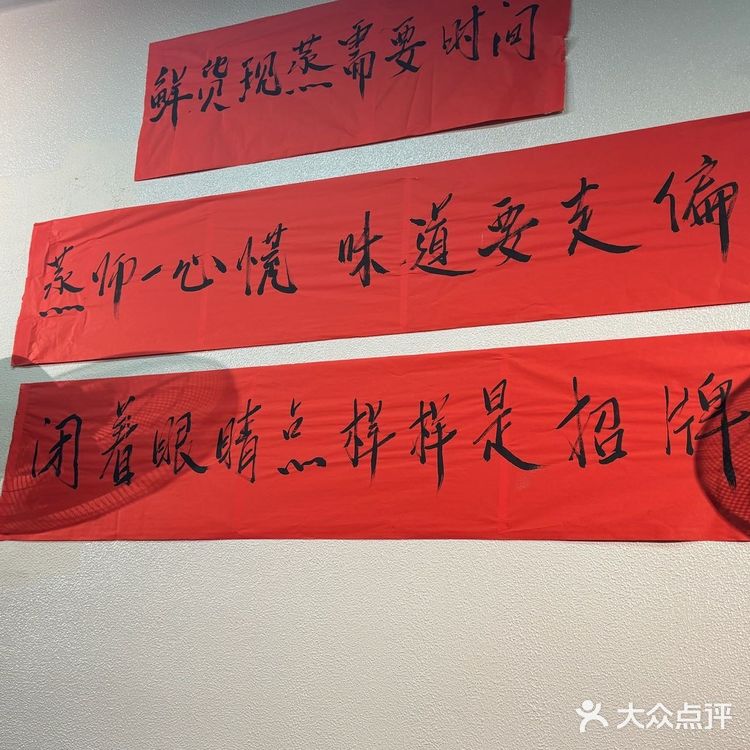 鲜货现蒸需要时间
蒸师一心慌 味道要走偏
闭着眼睛点样样是招牌
大众点评